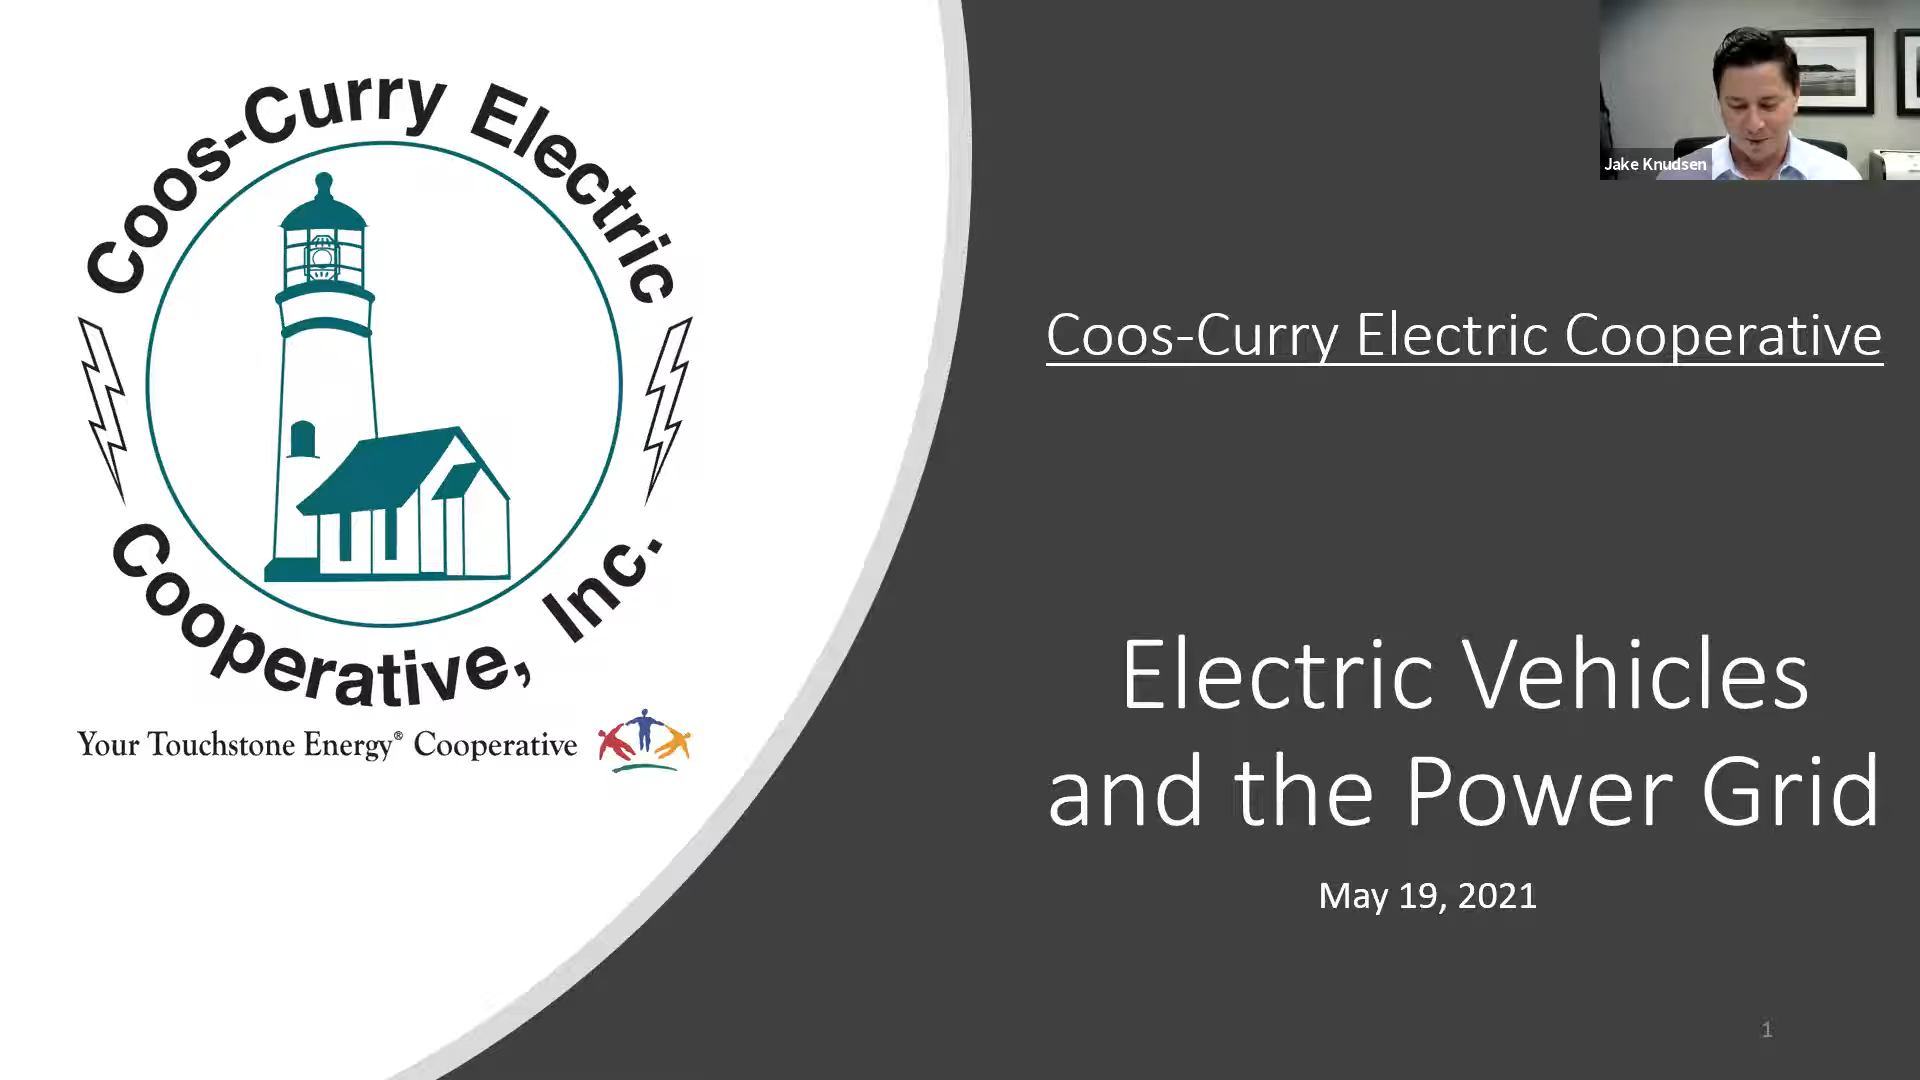 Coos-Curry Electric
Cooperative, Inc.
Your Touchstone Energy® Cooperative
Jake Knudsen
Coos-Curry Electric Cooperative
Electric Vehicles
and the Power Grid
May 19, 2021
1